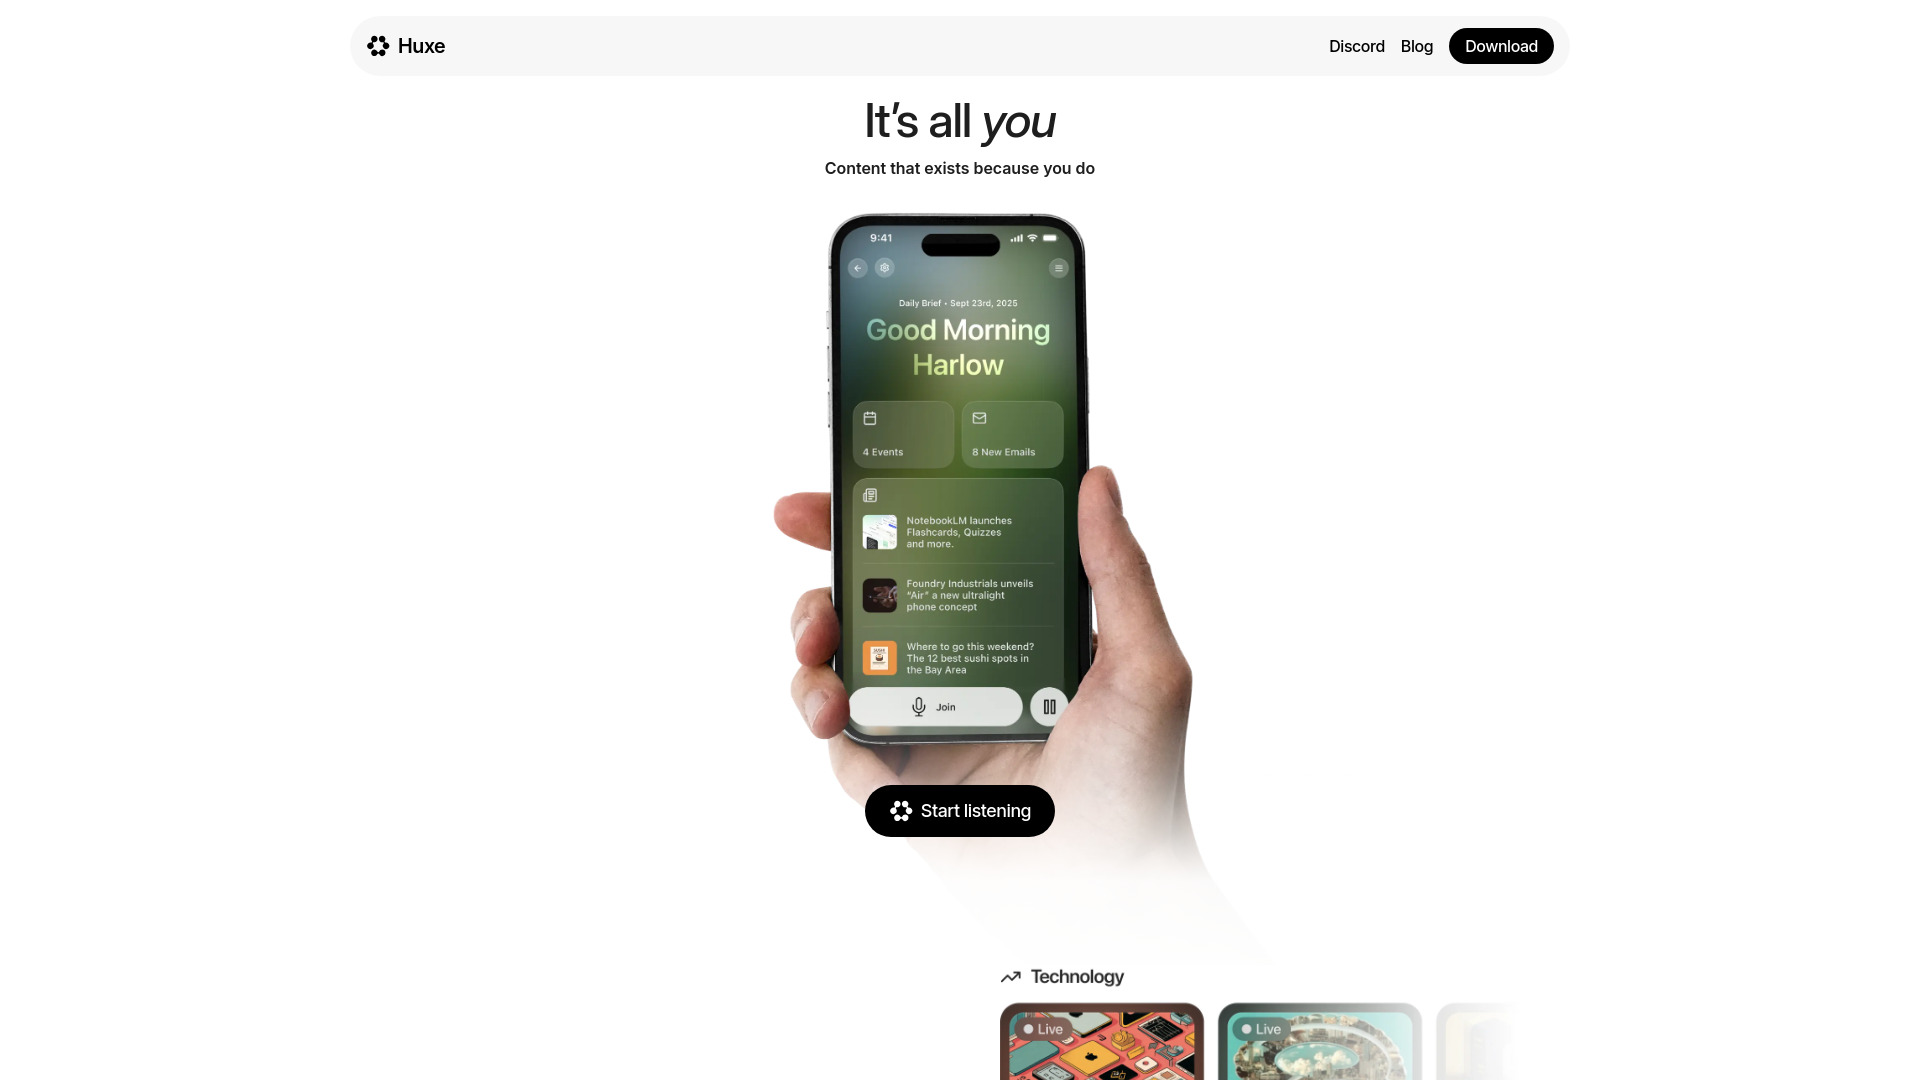 Huxe
Discord
Blog
Download
It's all you
Content that exists because you do
9:41
Daily Brief • Sept 23rd, 2025
Good Morning
Harlow
4 Events
8 New Emails
NotebookLM launches
Flashcards, Quizzes
and more.
Foundry Industrials unveils
"Air" a new ultralight
phone concept
Where to go this weekend?
The 12 best sushi spots in
the Bay Area
Join
Start listening
Technology
Live
Live